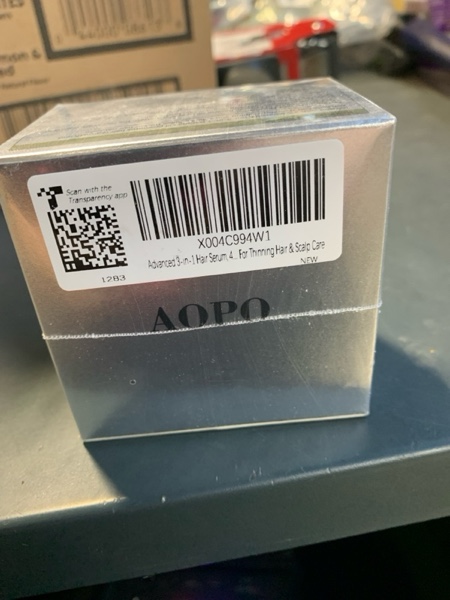 Scan with the
Transparency app
X004C994W1
Advanced 3-in-1 Hair Serum, 4... For Thinning Hair & Scalp Care
NEW
1283
AOPO